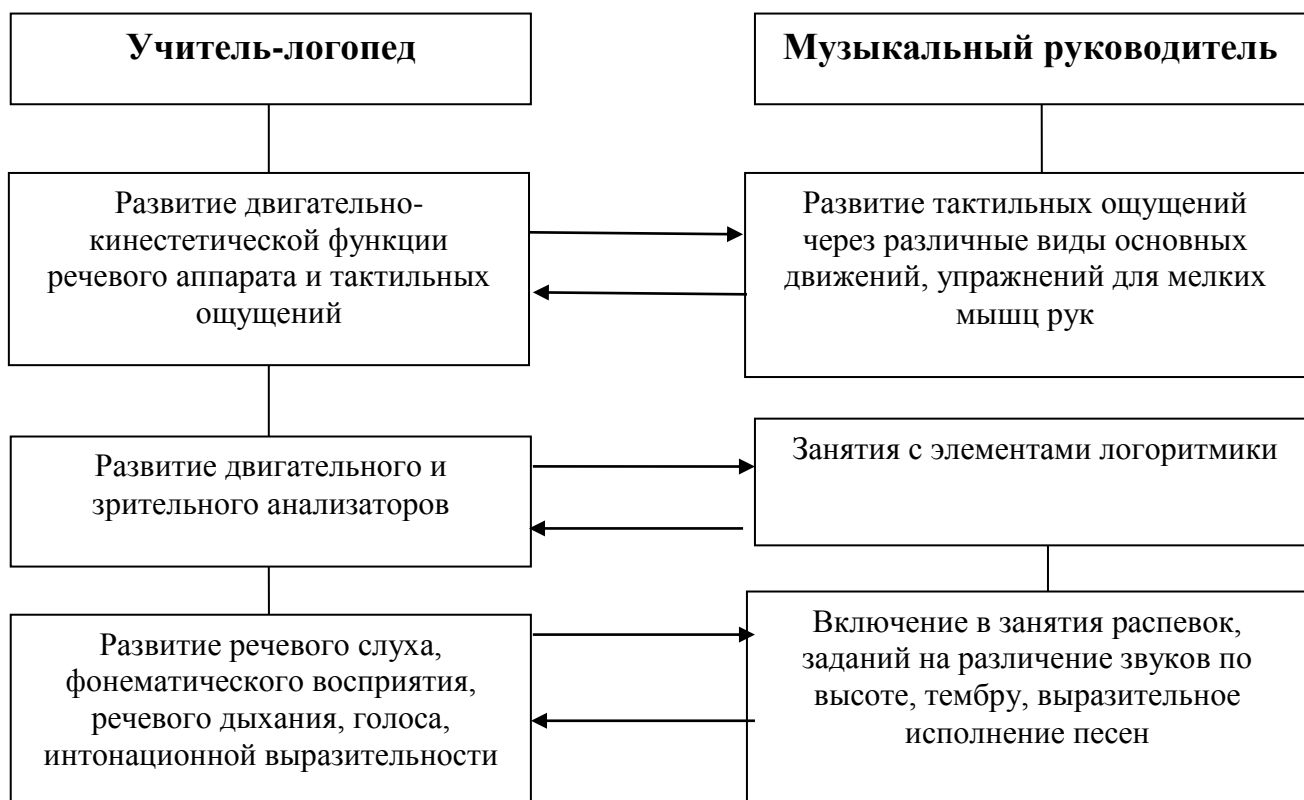 Учитель-логопед
Музыкальный руководитель
Развитие двигательно-
кинестетической функции
речевого аппарата и тактильных
ощущений
Развитие тактильных ощущений
через различные виды основных
движений, упражнений для мелких
мышц рук
Развитие двигательного и
зрительного анализаторов
Занятия с элементами логоритмики
Развитие речевого слуха,
фонематического восприятия,
речевого дыхания, голоса,
интонационной выразительности
Включение в занятия распевок,
заданий на различение звуков по
высоте, тембру, выразительное
исполнение песен